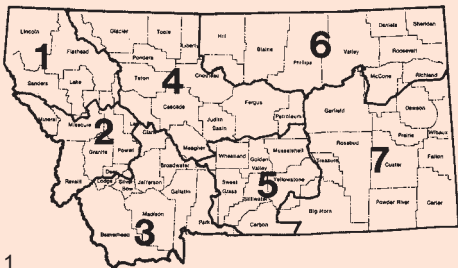 Lincoln
Flathead
Sanders
Lake
1
Glacier
Toole
Liberty
Pondera
Teton
Chouteau
4
Cascade
Judith
Basin
Fergus
Petroleum
Meagher
Hill
Blaine
Phillips
Valley
Daniels
Sheridan
Roosevelt
Richland
McCone
6
Mineral
Missoula
2
Granite
Powell
Ravalli
Deer
Lodge
Silver
Bow
Jefferson
Broadwater
Gallatin
Madison
Beaverhead
Park
3
Wheatland
Golden
Valley
Musselshell
Sweet
Grass
Stillwater
Yellowstone
Carbon
5
Garfield
Dawson
Prairie
Wibaux
Rosebud
Treasure
Custer
Fallon
7
Big Horn
Powder River
Carter
1